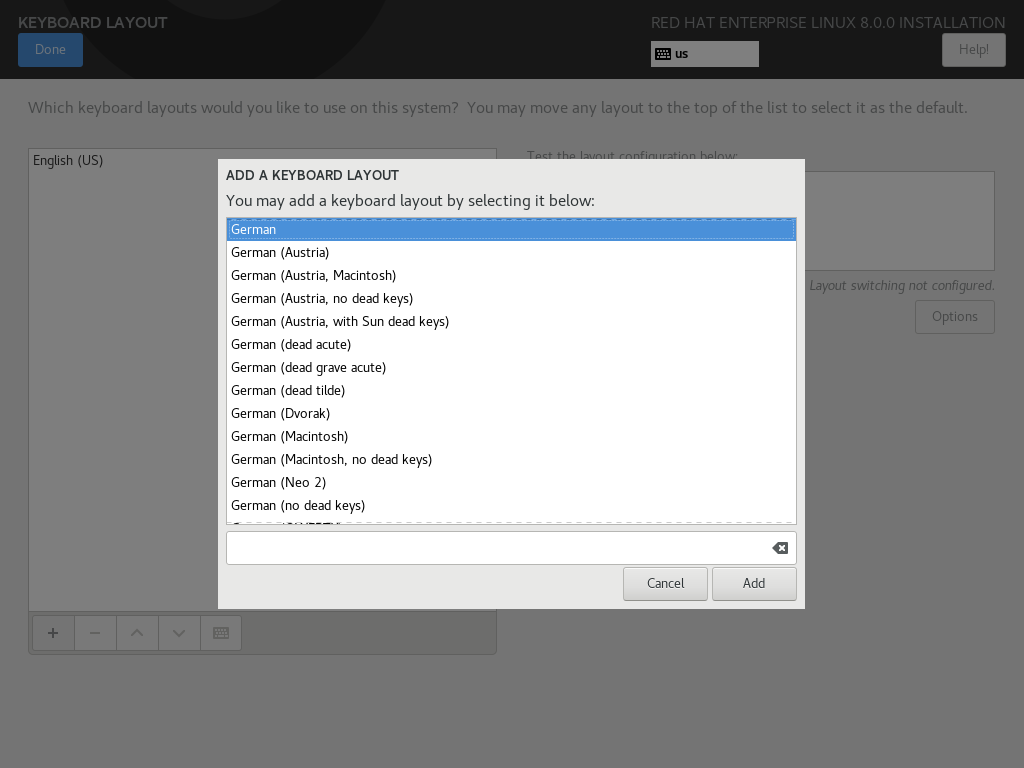 KEYBOARD LAYOUT
RED HAT ENTERPRISE LINUX 8.0.0 INSTALLATION
Done
us
Help!
Which keyboard layouts would you like to use on this system?  You may move any layout to the top of the list to select it as the default.
English (US)
Test the layout configuration below:
ADD A KEYBOARD LAYOUT
You may add a keyboard layout by selecting it below:
German
German (Austria)
German (Austria, Macintosh)
German (Austria, no dead keys)
German (Austria, with Sun dead keys)
German (dead acute)
German (dead grave acute)
German (dead tilde)
German (Dvorak)
German (Macintosh)
German (Macintosh, no dead keys)
German (Neo 2)
German (no dead keys)
Layout switching not configured.
Options
Cancel
Add